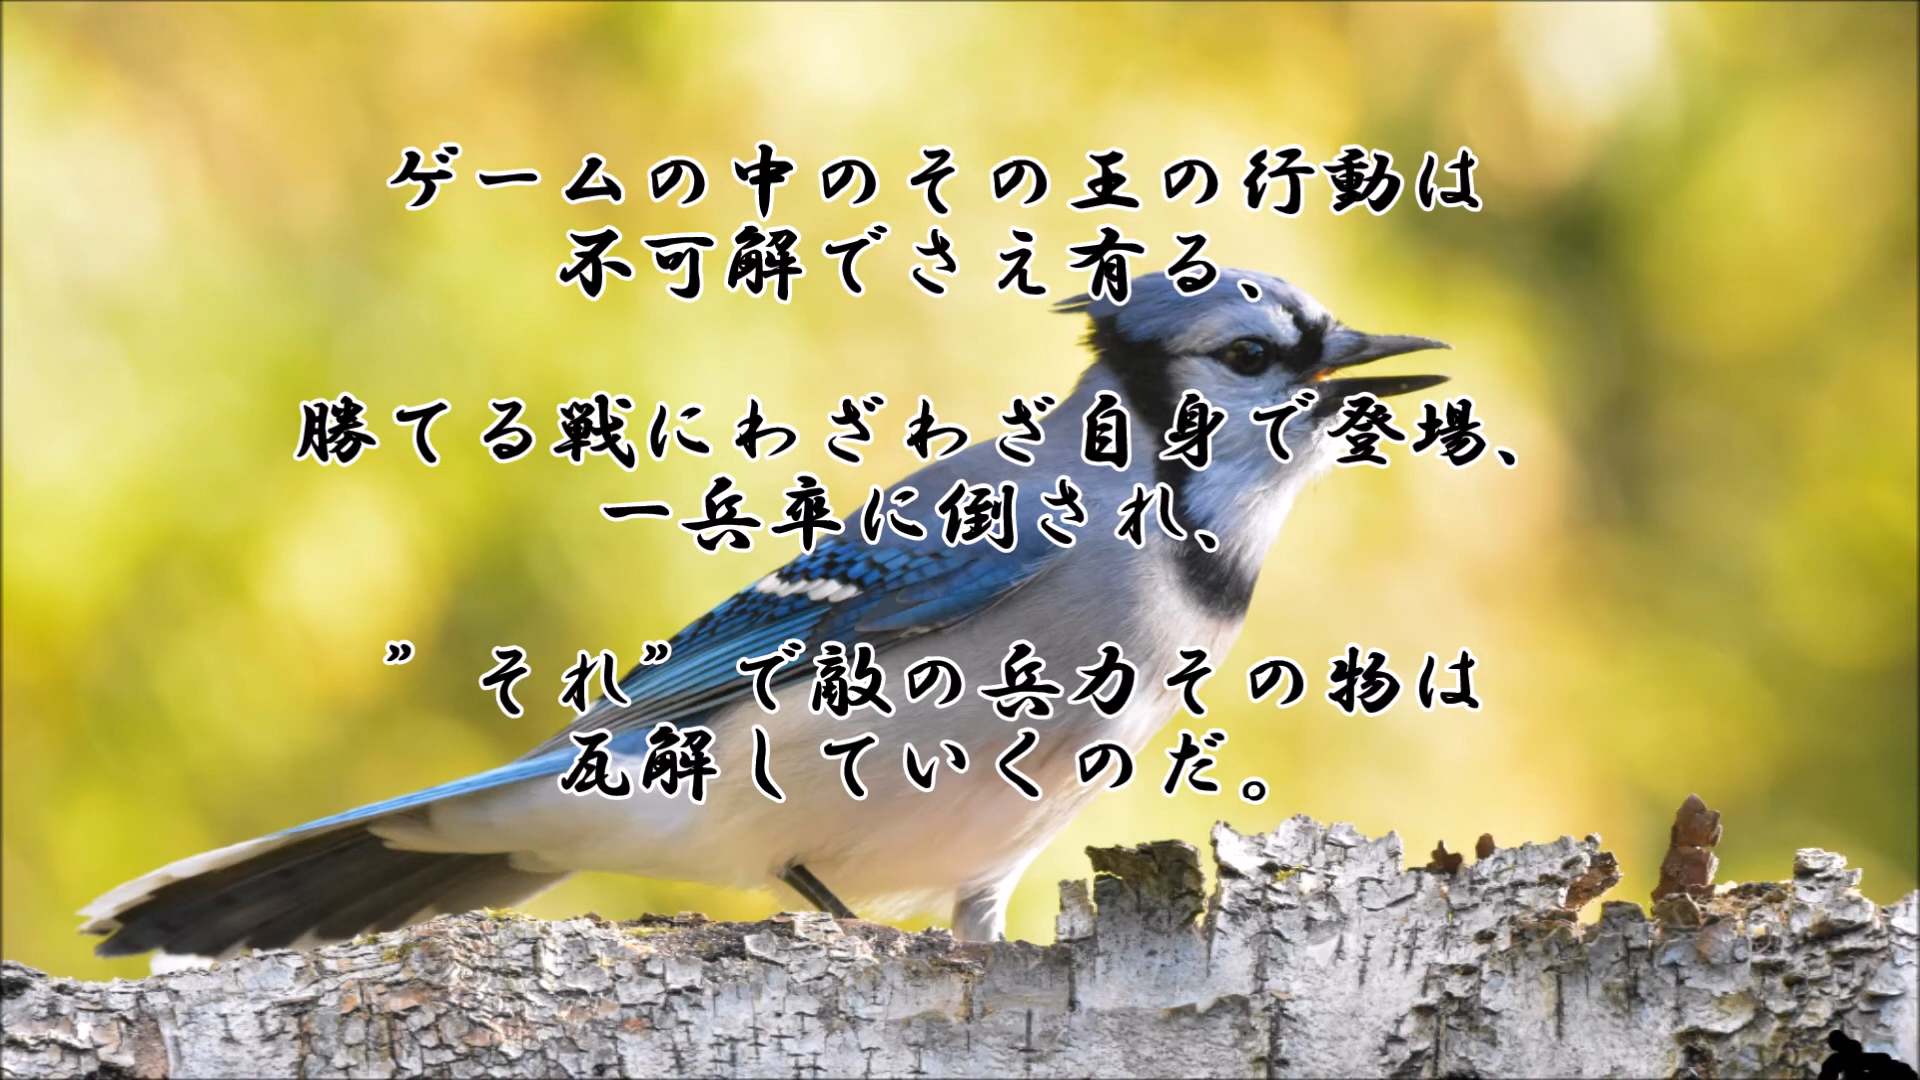 ゲームの中のその王の行動は
不可解でさえ有る、
勝てる戦にわざわざ自身で登場、
一兵卒に倒され、
”それ”で敵の兵力その物は
瓦解していくのだ。